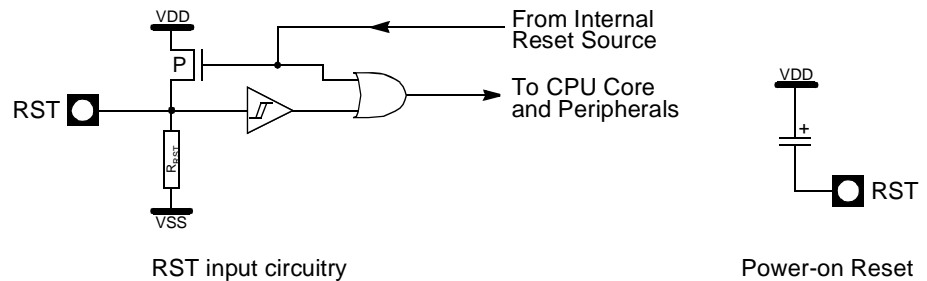 VDD
From Internal
Reset Source
P
To CPU Core
and Peripherals
RST
RRST
VSS
VDD
+
RST
RST input circuitry
Power-on Reset